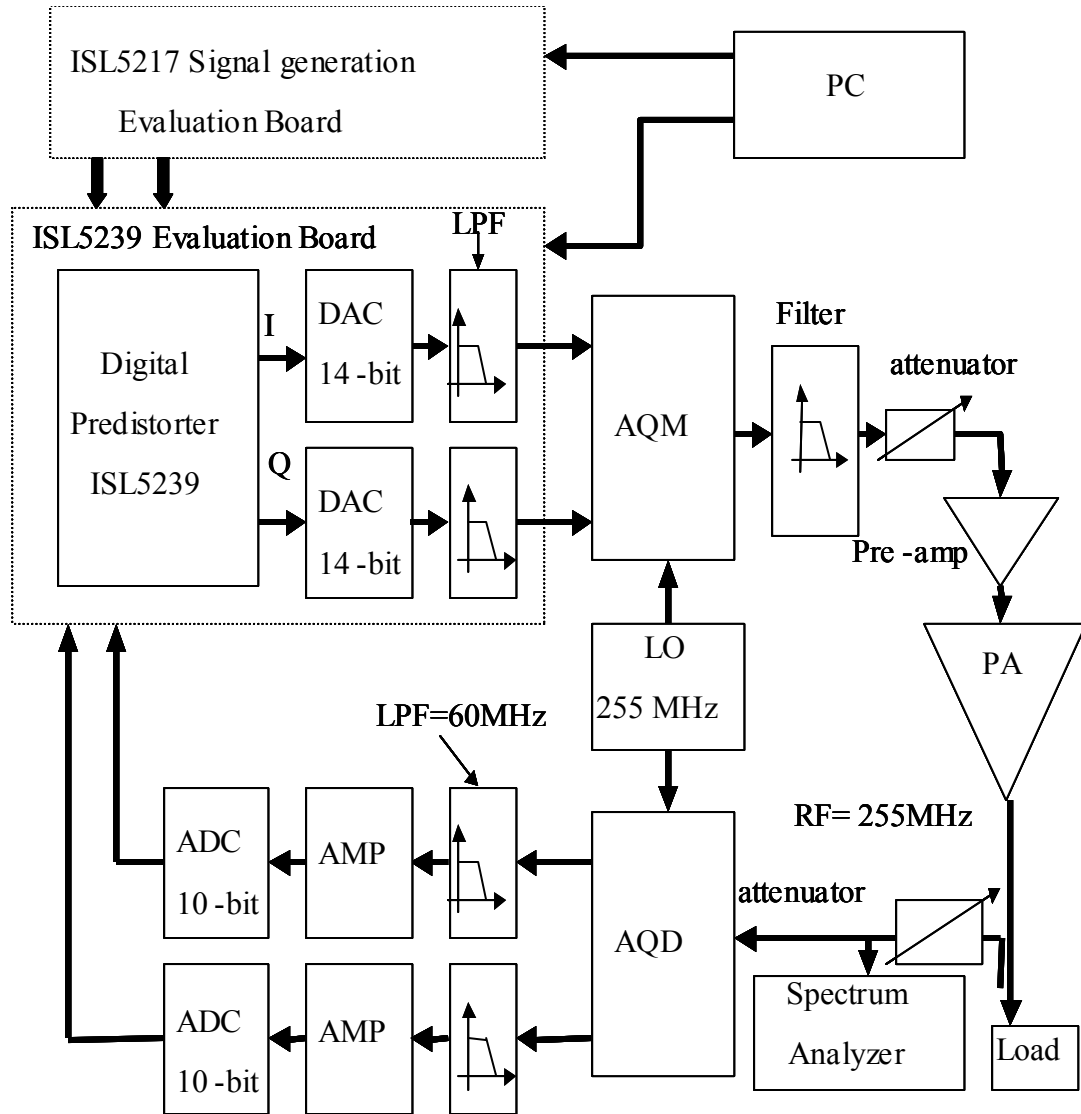 ISL5217 Signal generation
Evaluation Board
PC
ISL5239 Evaluation Board
LPF
Digital
Predistorter
ISL5239
I
Q
DAC
14 -bit
DAC
14 -bit
AQM
Filter
attenuator
Pre -amp
PA
LO
255 MHz
LPF=60MHz
RF= 255MHz
ADC
10 -bit
AMP
AQD
attenuator
ADC
10 -bit
AMP
Spectrum
Analyzer
Load